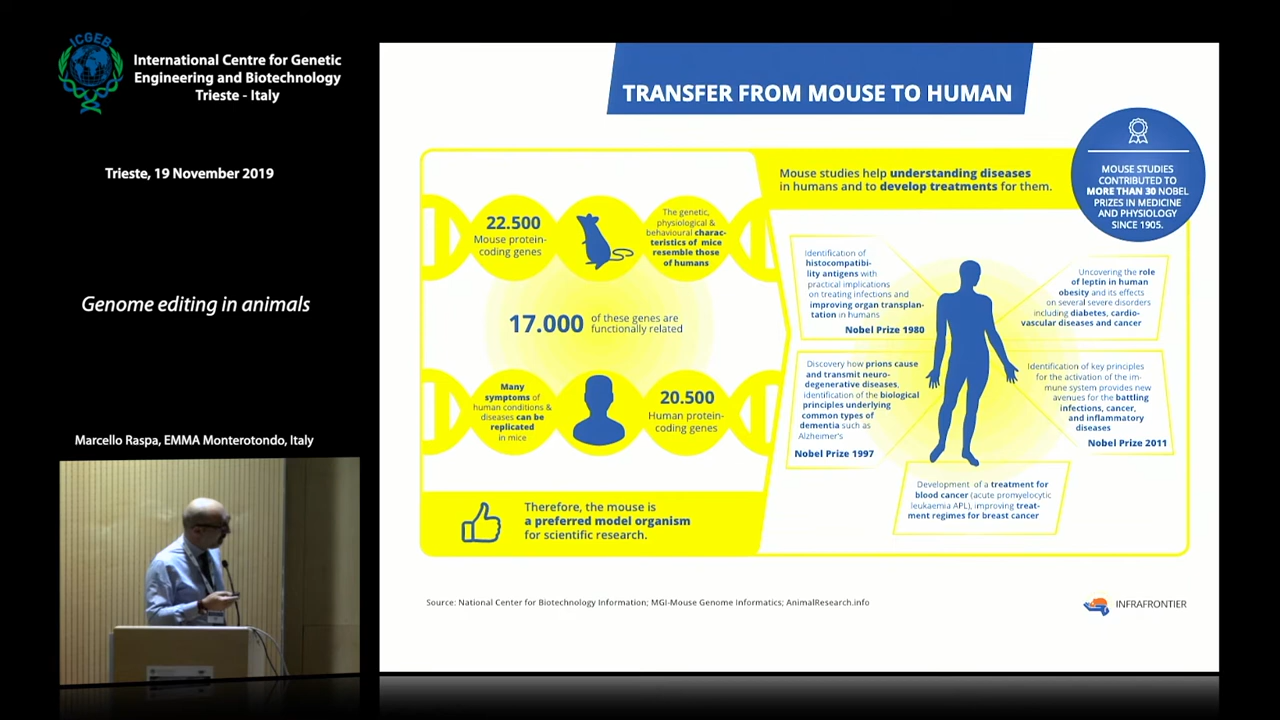 ICGEB
International Centre for Genetic
Engineering and Biotechnology
Trieste - Italy
Trieste, 19 November 2019
Genome editing in animals
Marcello Raspa, EMMA Monterotondo, Italy
TRANSFER FROM MOUSE TO HUMAN
MOUSE STUDIES
CONTRIBUTED TO
MORE THAN 30 NOBEL
PRIZES IN MEDICINE
AND PHYSIOLOGY
SINCE 1905.
22.500
Mouse protein-
coding genes
The genetic,
physiological &
behavioural charac-
teristics of mice
resemble those
of humans
17.000
of these genes are
functionally related
Many
symptoms of
human conditions &
diseases can be
replicated
in mice
20.500
Human protein-
coding genes
Therefore, the mouse is
a preferred model organism
for scientific research.
Mouse studies help understanding diseases
in humans and to develop treatments for them.
Identification of
histocompatibi-
lity antigens with
practical implications
on treating infections and
improving organ transplan-
tation in humans
Nobel Prize 1980
Uncovering the role
of leptin in human
obesity and its effects
on several severe disorders
including diabetes, cardio-
vascular diseases and cancer
Discovery how prions cause
and transmit neuro-
degenerative diseases,
identification of the biological
principles underlying
common types of
dementia such as
Alzheimer's
Nobel Prize 1997
Identification of key principles
for the activation of the im-
mune system provides new
avenues for the battling
infections, cancer,
and inflammatory
diseases
Nobel Prize 2011
Development of a treatment for
blood cancer (acute promyelocytic
leukaemia APL), improving treat-
ment regimes for breast cancer
Source: National Center for Biotechnology Information; MGI-Mouse Genome Informatics; AnimalResearch.info
INFRAFRONTIER